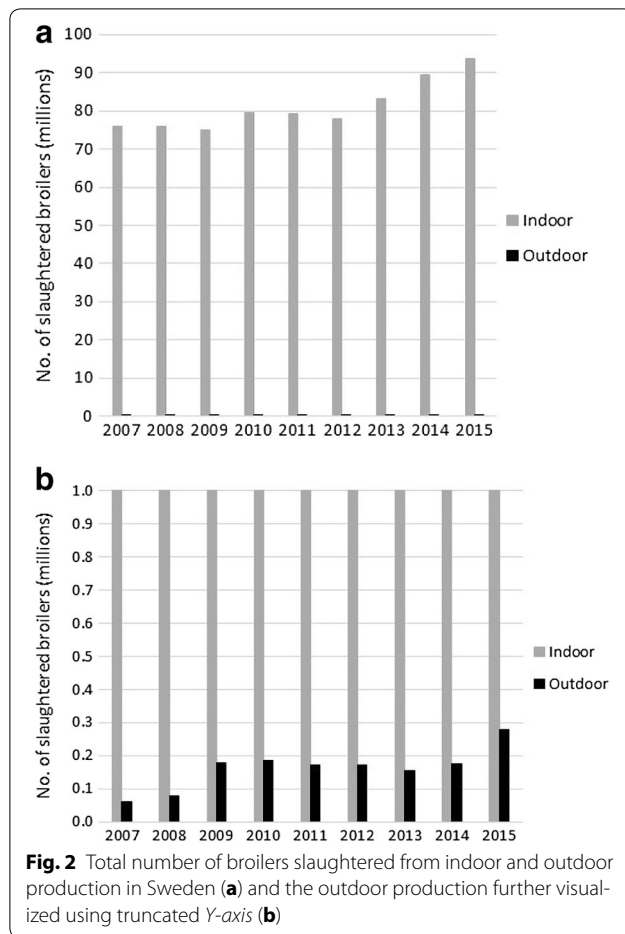 a
No. of slaughtered broilers (millions)
100
90
80
70
60
50
40
30
20
10
0
2007 2008 2009 2010 2011 2012 2013 2014 2015
Indoor
Outdoor
b
No. of slaughtered broilers (millions)
1.0
0.9
0.8
0.7
0.6
0.5
0.4
0.3
0.2
0.1
0.0
2007 2008 2009 2010 2011 2012 2013 2014 2015
Indoor
Outdoor
Fig. 2 Total number of broilers slaughtered from indoor and outdoor
production in Sweden (a) and the outdoor production further visual-
ized using truncated Y-axis (b)